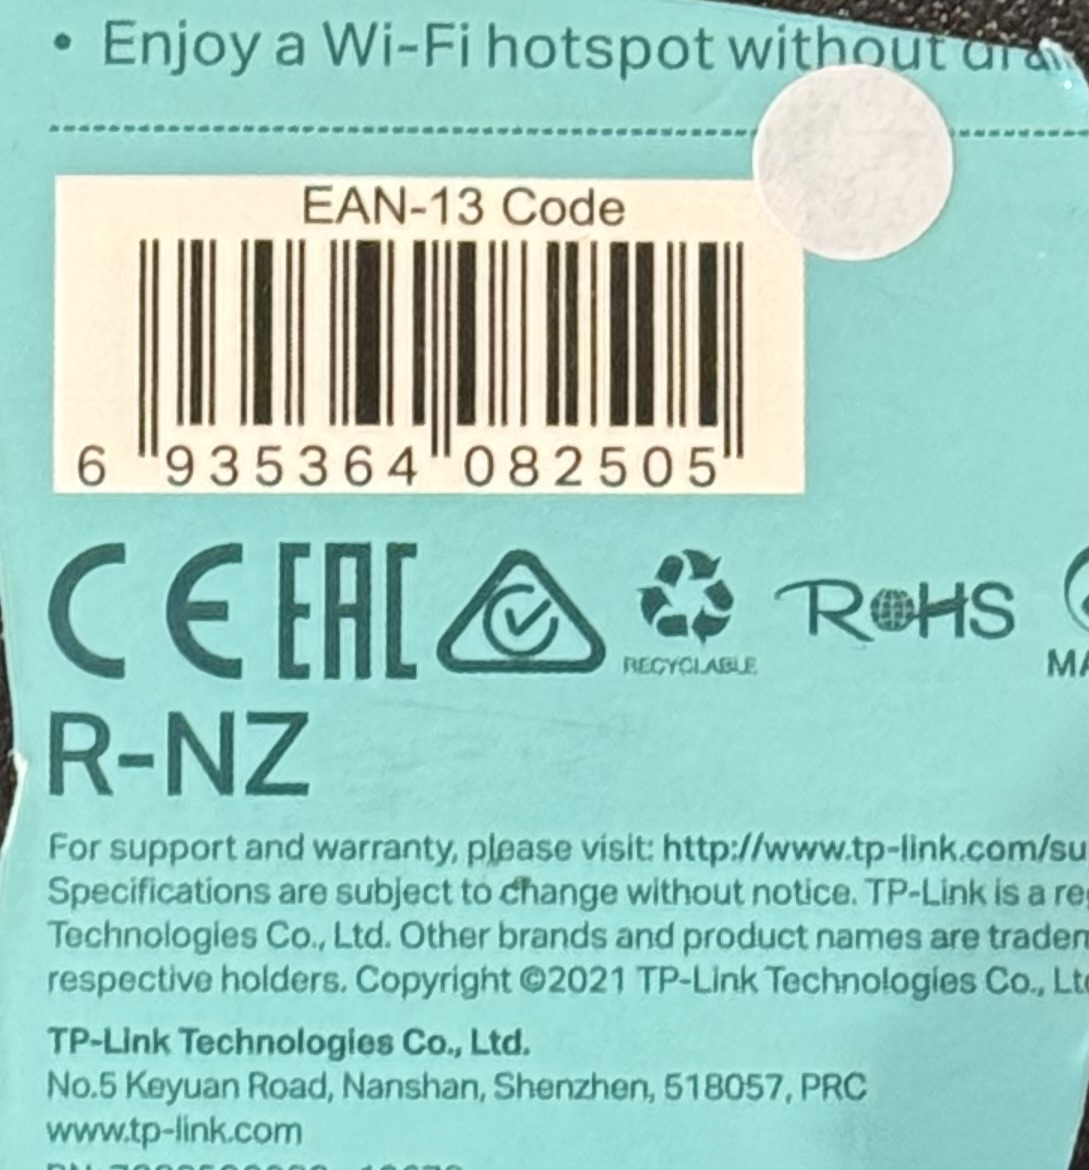 • Enjoy a Wi-Fi hotspot without
EAN-13 Code
6 935364 082505
CE EAC RECYCLABLE RoHS
R-NZ
For support and warranty, please visit: http://www.tp-link.com/su
Specifications are subject to change without notice. TP-Link is a re
Technologies Co., Ltd. Other brands and product names are tradem
respective holders. Copyright ©2021 TP-Link Technologies Co., Lt
TP-Link Technologies Co., Ltd.
No.5 Keyuan Road, Nanshan, Shenzhen, 518057, PRC
www.tp-link.com